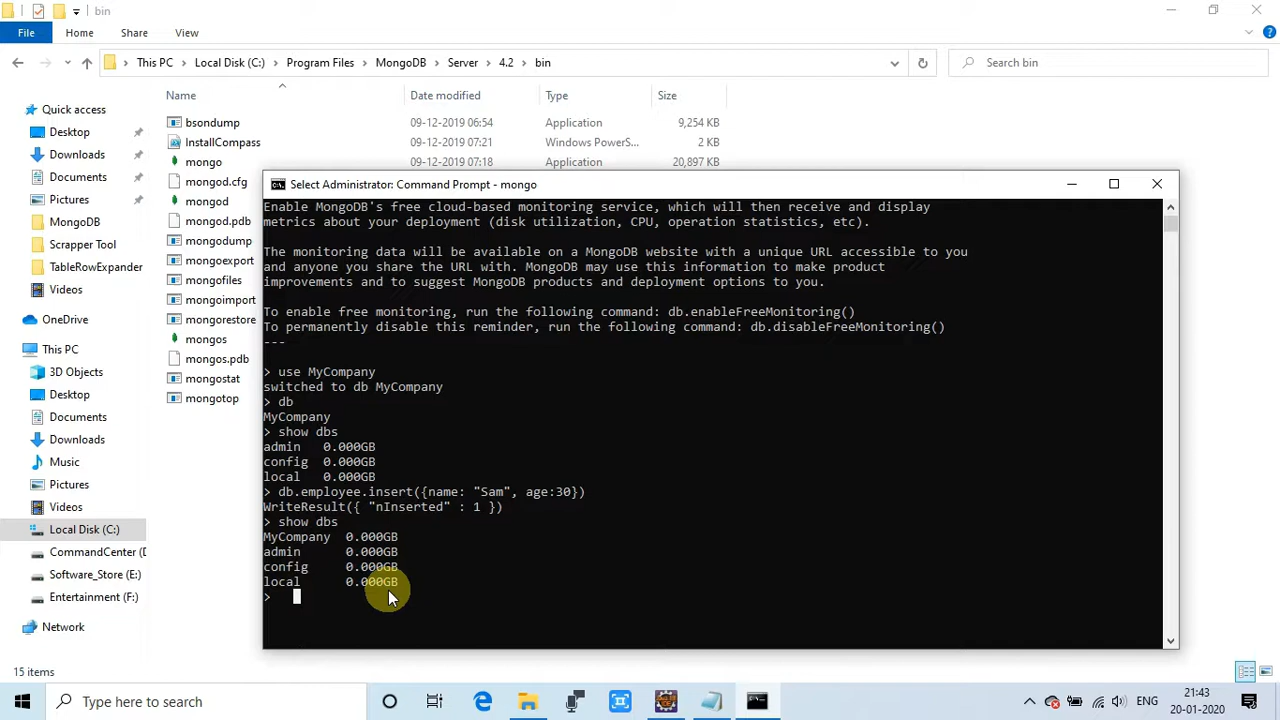 bin
File Home Share View
This PC Local Disk (C:) Program Files MongoDB Server 4.2 bin
Search bin
Name Date modified Type Size
Quick access
Desktop
Downloads
Documents
Pictures
MongoDB
Scrapper Tool
TableRowExpander
Videos
OneDrive
This PC
3D Objects
Desktop
Documents
Downloads
Music
Pictures
Videos
Local Disk (C:)
CommandCenter (D
Software_Store (E:)
Entertainment (F:)
Network
bsondump 09-12-2019 06:54 Application 9,254 KB
InstallCompass 09-12-2019 07:21 Windows PowerS... 2 KB
mongo 09-12-2019 07:18 Application 20,897 KB
mongod.cfg
mongod
mongod.pdb
mongodump
mongoexport
mongofiles
mongoimport
mongorestore
mongos
mongos.pdb
mongostat
mongotop
Select Administrator: Command Prompt - mongo
Enable MongoDB's free cloud-based monitoring service, which will then receive and display
metrics about your deployment (disk utilization, CPU, operation statistics, etc).
The monitoring data will be available on a MongoDB website with a unique URL accessible to you
and anyone you share the URL with. MongoDB may use this information to make product
improvements and to suggest MongoDB products and deployment options to you.
To enable free monitoring, run the following command: db.enableFreeMonitoring()
To permanently disable this reminder, run the following command: db.disableFreeMonitoring()
---
> use MyCompany
switched to db MyCompany
> db
MyCompany
> show dbs
admin 0.000GB
config 0.000GB
local 0.000GB
> db.employee.insert({name: "Sam", age:30})
WriteResult({ "nInserted" : 1 })
> show dbs
MyCompany 0.000GB
admin 0.000GB
config 0.000GB
local 0.000GB
>
15 items
Type here to search
ENG
21:43
20-01-2020